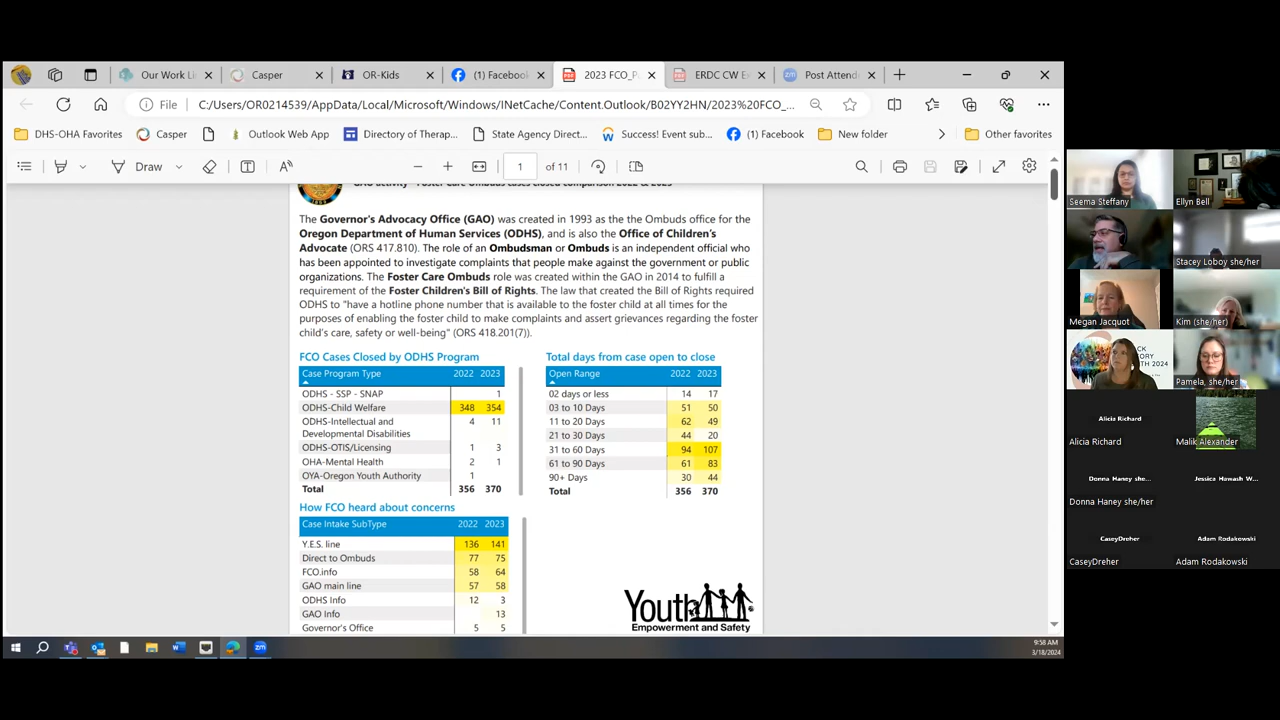 Our Work Li
Casper
OR-Kids
(1) Facebook
2023 FCO_P
ERDC CW E
Post Attend
File
C:/Users/OR0214539/AppData/Local/Microsoft/Windows/INetCache/Content.Outlook/B02YY2HN/2023%20FCO_...
DHS-OHA Favorites
Casper
Outlook Web App
Directory of Therap...
State Agency Direct...
Success! Event sub...
(1) Facebook
New folder
Other favorites
Draw
1 of 11
GAO activity - Foster Care Ombuds cases closed comparison 2022 & 2023
The Governor's Advocacy Office (GAO) was created in 1993 as the the Ombuds office for the
Oregon Department of Human Services (ODHS), and is also the Office of Children's
Advocate (ORS 417.810). The role of an Ombudsman or Ombuds is an independent official who
has been appointed to investigate complaints that people make against the government or public
organizations. The Foster Care Ombuds role was created within the GAO in 2014 to fulfill a
requirement of the Foster Children's Bill of Rights. The law that created the Bill of Rights required
ODHS to "have a hotline phone number that is available to the foster child at all times for the
purposes of enabling the foster child to make complaints and assert grievances regarding the foster
child's care, safety or well-being" (ORS 418.201(7)).
FCO Cases Closed by ODHS Program
Case Program Type 2022 2023
ODHS - SSP - SNAP 1
ODHS-Child Welfare 348 354
ODHS-Intellectual and 4 11
Developmental Disabilities
ODHS-OTIS/Licensing 1 3
OHA-Mental Health 2 1
OYA-Oregon Youth Authority 1
Total 356 370
Total days from case open to close
Open Range 2022 2023
02 days or less 14 17
03 to 10 Days 51 50
11 to 20 Days 62 49
21 to 30 Days 44 20
31 to 60 Days 94 107
61 to 90 Days 61 83
90+ Days 30 44
Total 356 370
How FCO heard about concerns
Case Intake SubType 2022 2023
Y.E.S. line 136 141
Direct to Ombuds 77 75
FCO.info 58 64
GAO main line 57 58
ODHS Info 12 3
GAO Info 13
Governor's Office 5 5
Youth
Empowerment and Safety
9:58 AM
3/18/2024
Seema Steffany
Ellyn Bell
Stacey Loboy she/her
Megan Jacquot
Kim (she/her)
Pamela, she/her
Alicia Richard
Alicia Richard
Malik Alexander
Donna Haney she...
Donna Haney she/her
Jessica Hawash W...
CaseyDreher
CaseyDreher
Adam Rodakowski
Adam Rodakowski